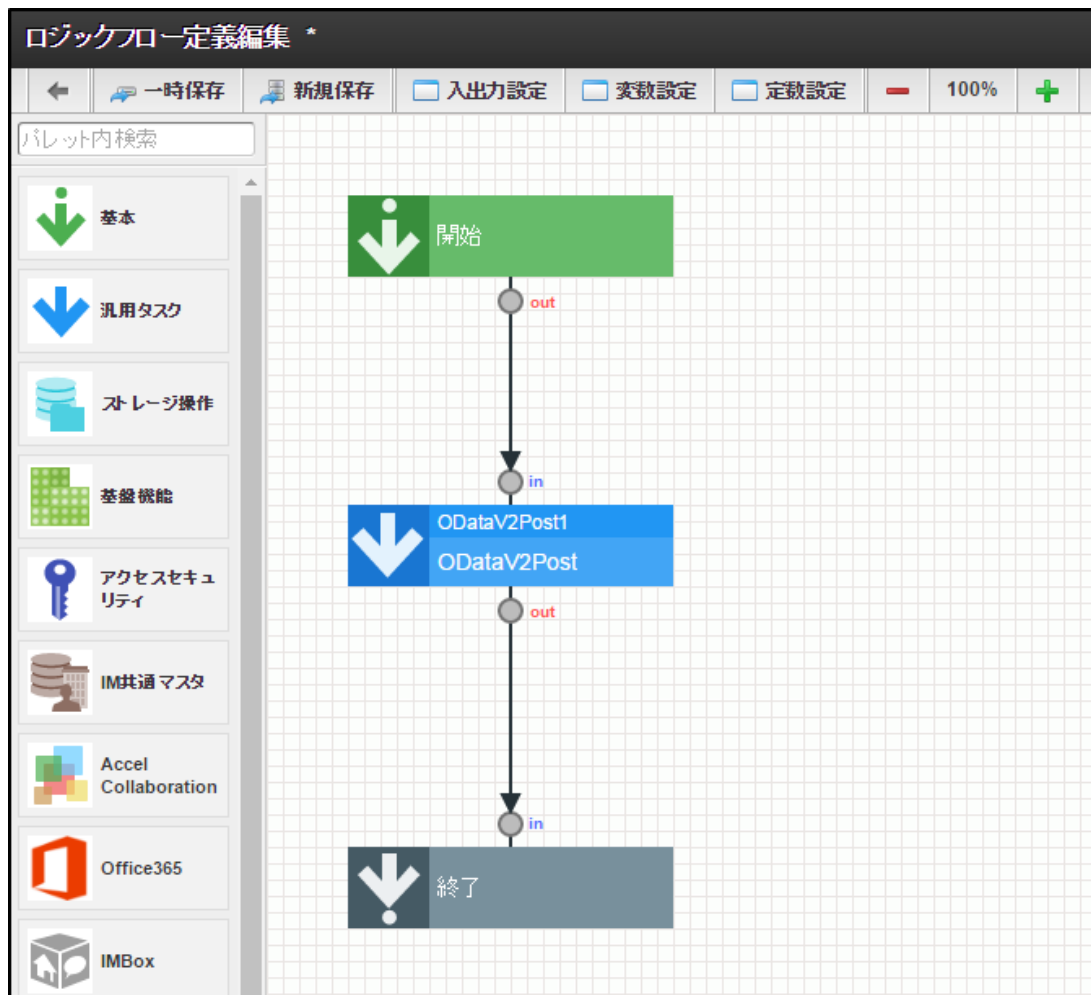 ロジックフロー定義編集 *
一時保存 新規保存 入出力設定 変数設定 定数設定 100%
パレット内検索
基本
汎用タスク
ストレージ操作
基盤機能
アクセスセキュ
リティ
IM共通マスタ
Accel
Collaboration
Office365
IMBox
開始
out
in
ODataV2Post1
ODataV2Post
out
in
終了